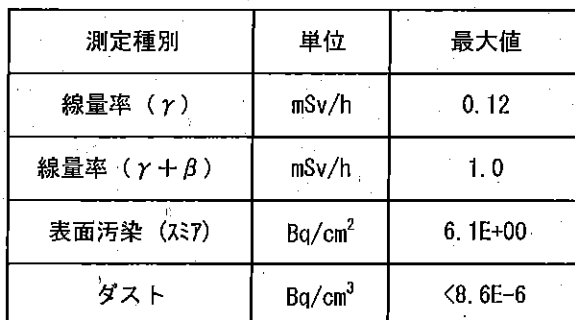 測定種別 単位 最大値
線量率（γ） mSv/h 0.12
線量率（γ＋β） mSv/h 1.0
表面汚染（ｽﾐｱ） Bq/cm² 6.1E+00
ダスト Bq/cm³ <8.6E-6